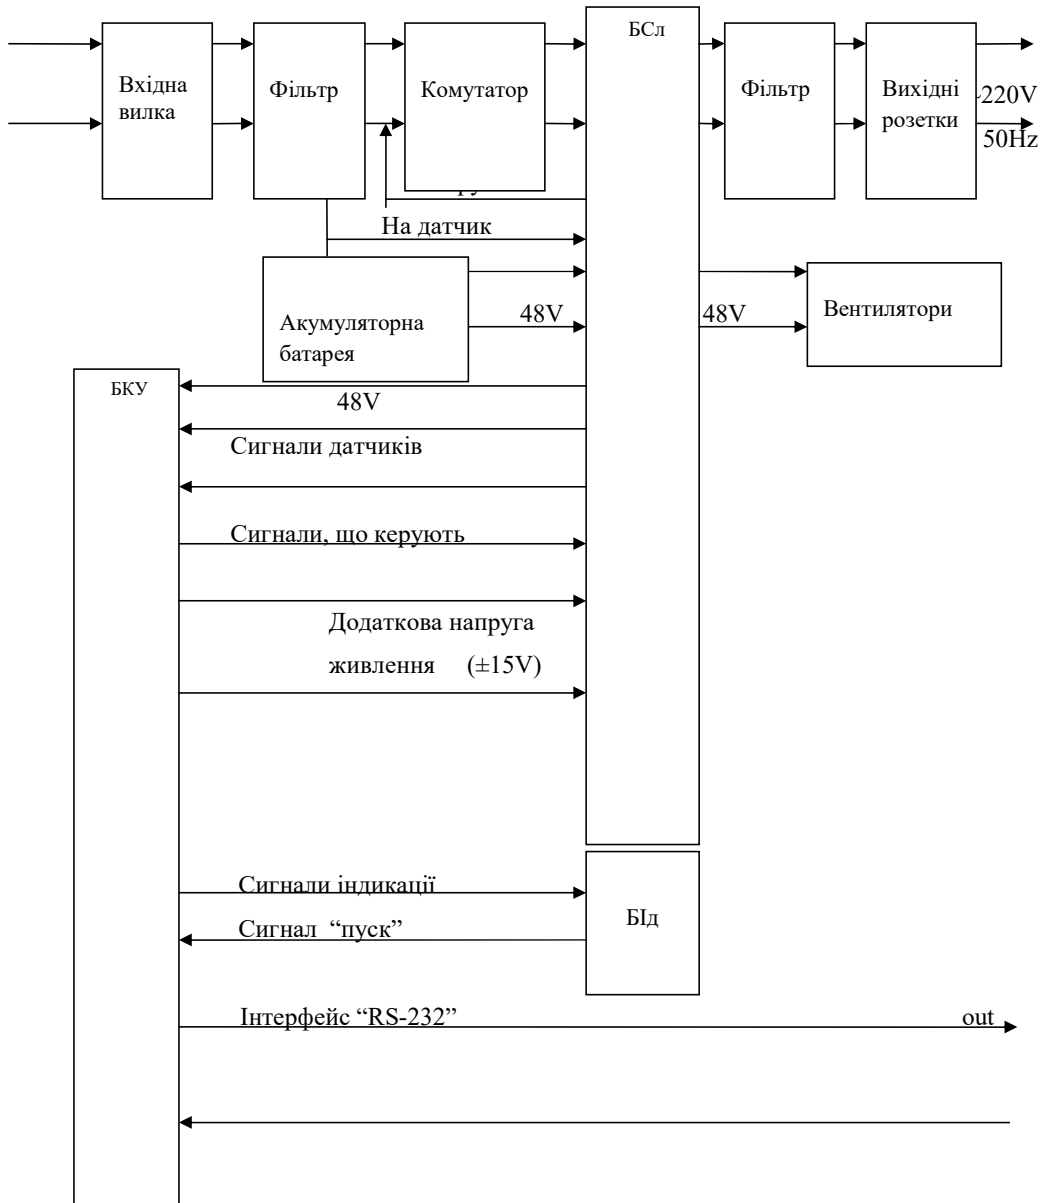 БСл
Вхідна
вилка
Фільтр
Комутатор
Фільтр
Вихідні
розетки
~220V
50Hz
На датчик
Акумуляторна
батарея
48V
48V
Вентилятори
БКУ
48V
Сигнали датчиків
Сигнали, що керують
Додаткова напруга
живлення (±15V)
Сигнали індикації
БІд
Сигнал “пуск”
Інтерфейс “RS-232”
out